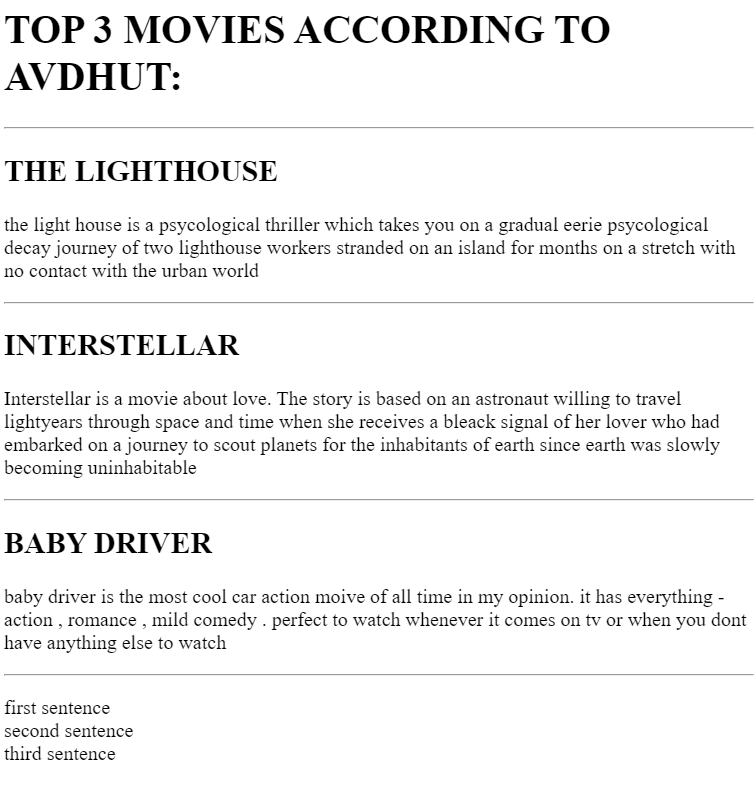 TOP 3 MOVIES ACCORDING TO
AVDHUT:
THE LIGHTHOUSE
the light house is a psycological thriller which takes you on a gradual eerie psycological
decay journey of two lighthouse workers stranded on an island for months on a stretch with
no contact with the urban world
INTERSTELLAR
Interstellar is a movie about love. The story is based on an astronaut willing to travel
lightyears through space and time when she receives a bleack signal of her lover who had
embarked on a journey to scout planets for the inhabitants of earth since earth was slowly
becoming uninhabitable
BABY DRIVER
baby driver is the most cool car action moive of all time in my opinion. it has everything -
action , romance , mild comedy . perfect to watch whenever it comes on tv or when you dont
have anything else to watch
first sentence
second sentence
third sentence